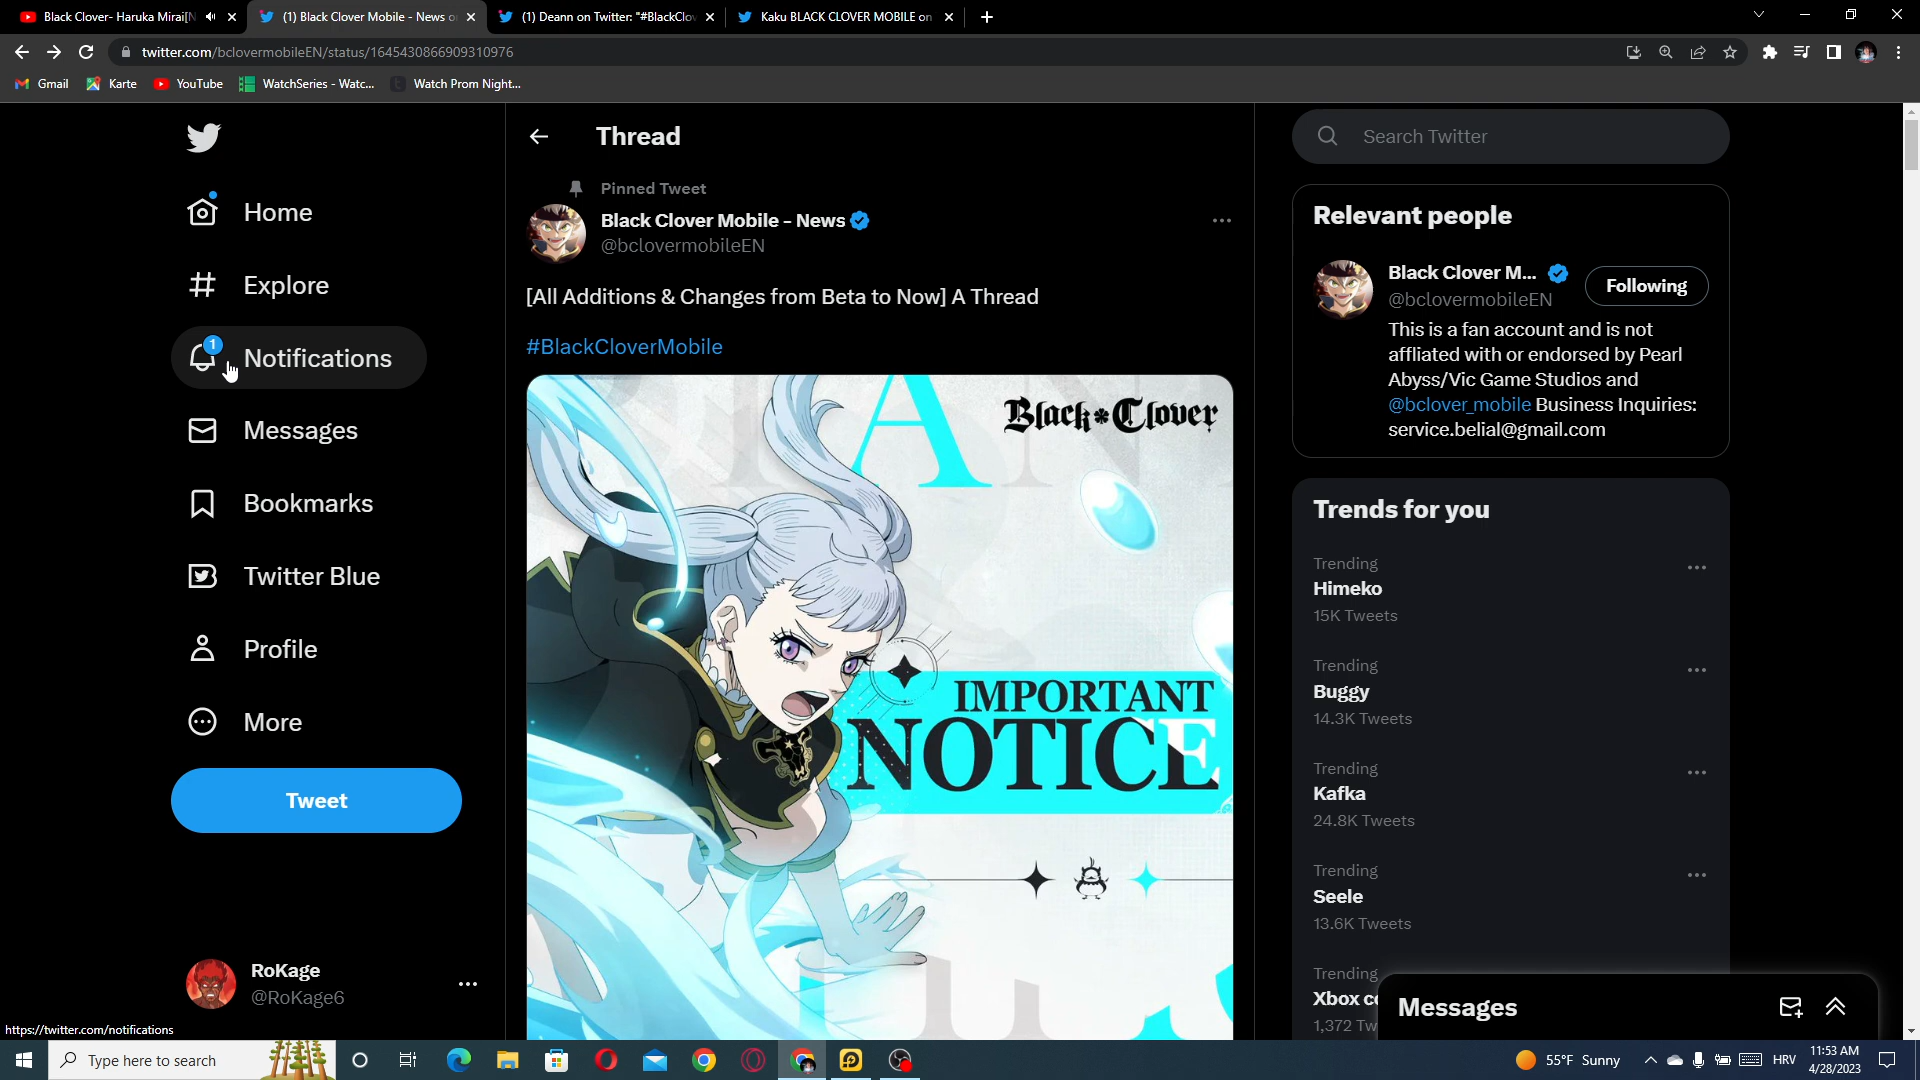 Black Clover- Haruka Mirai[N
(1) Black Clover Mobile - News o
(1) Deann on Twitter: "#BlackClov
Kaku BLACK CLOVER MOBILE on
twitter.com/bclovermobileEN/status/1645430866909310976
Gmail
Karte
YouTube
WatchSeries - Watc...
Watch Prom Night...
Home
Explore
1
Notifications
Messages
Bookmarks
Twitter Blue
Profile
More
Tweet
RoKage
@RoKage6
https://twitter.com/notifications
Thread
Pinned Tweet
Black Clover Mobile - News
@bclovermobileEN
[All Additions & Changes from Beta to Now] A Thread
#BlackCloverMobile
Black Clover
IMPORTANT
NOTICE
Search Twitter
Relevant people
Black Clover M...
@bclovermobileEN
Following
This is a fan account and is not
affliated with or endorsed by Pearl
Abyss/Vic Game Studios and
@bclover_mobile Business Inquiries:
service.belial@gmail.com
Trends for you
Trending
Himeko
15K Tweets
Trending
Buggy
14.3K Tweets
Trending
Kafka
24.8K Tweets
Trending
Seele
13.6K Tweets
Trending
Xbox co
1,372 Tw
Messages
Type here to search
55°F Sunny
HRV
11:53 AM
4/28/2023